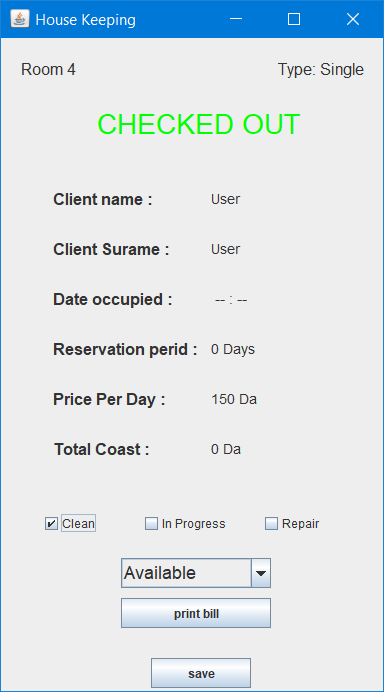 House Keeping
Room 4 Type: Single
CHECKED OUT
Client name : User
Client Surame : User
Date occupied : -- : --
Reservation perid : 0 Days
Price Per Day : 150 Da
Total Coast : 0 Da
Clean In Progress Repair
Available
print bill
save